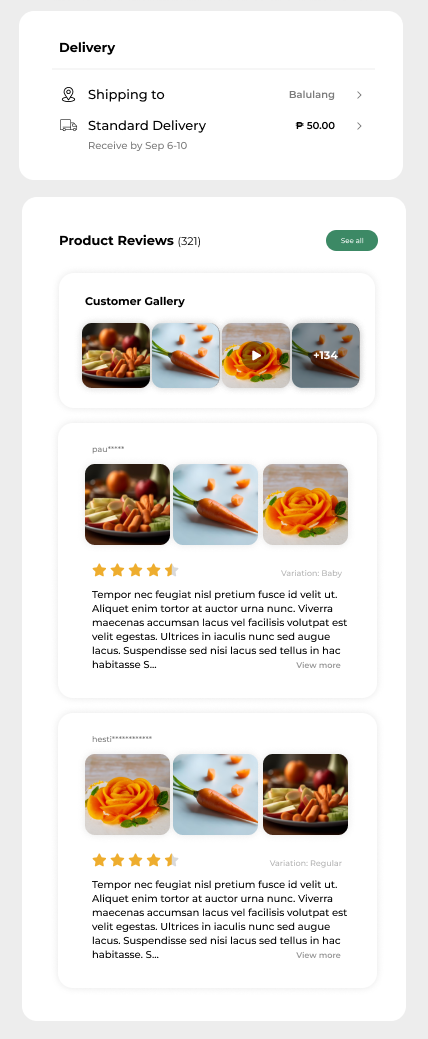 Delivery
Shipping to
Balulang
Standard Delivery
₱ 50.00
Receive by Sep 6-10
Product Reviews (321)
See all
Customer Gallery
+134
pau*****
Variation: Baby
Tempor nec feugiat nisl pretium fusce id velit ut.
Aliquet enim tortor at auctor urna nunc. Viverra
maecenas accumsan lacus vel facilisis volutpat est
velit egestas. Ultrices in iaculis nunc sed augue
lacus. Suspendisse sed nisi lacus sed tellus in hac
habitasse S...
View more
hesti************
Variation: Regular
Tempor nec feugiat nisl pretium fusce id velit ut.
Aliquet enim tortor at auctor urna nunc. Viverra
maecenas accumsan lacus vel facilisis volutpat est
velit egestas. Ultrices in iaculis nunc sed augue
lacus. Suspendisse sed nisi lacus sed tellus in hac
habitasse. S...
View more